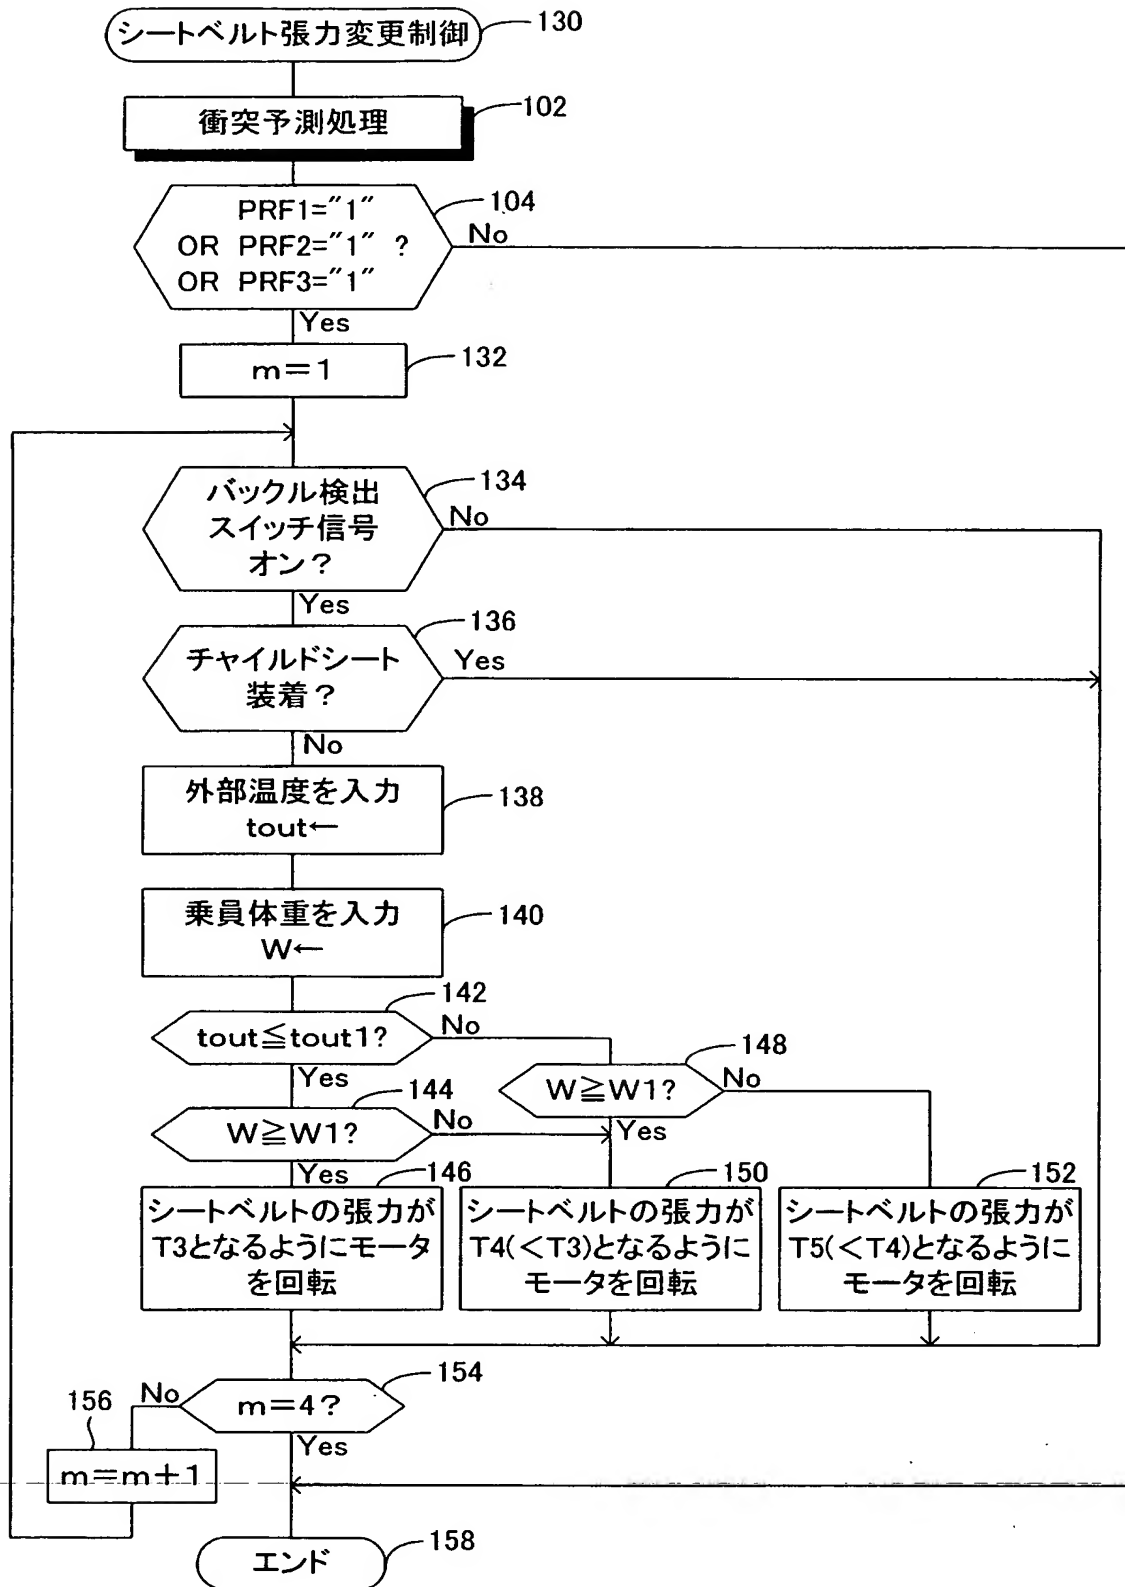 シートベルト張力変更制御
130
衝突予測処理
102
PRF1="1"
OR PRF2="1" ?
OR PRF3="1"
104
No
Yes
m=1
132
バックル検出
スイッチ信号
オン?
134
No
Yes
チャイルドシート
装着?
136
Yes
No
外部温度を入力
tout←
138
乗員体重を入力
W←
140
tout≦tout1?
142
No
Yes
W≧W1?
148
No
Yes
W≧W1?
144
No
Yes
シートベルトの張力が
T3となるようにモータ
を回転
146
シートベルトの張力が
T4(<T3)となるように
モータを回転
150
シートベルトの張力が
T5(<T4)となるように
モータを回転
152
m=4?
154
No
Yes
m=m+1
156
エンド
158